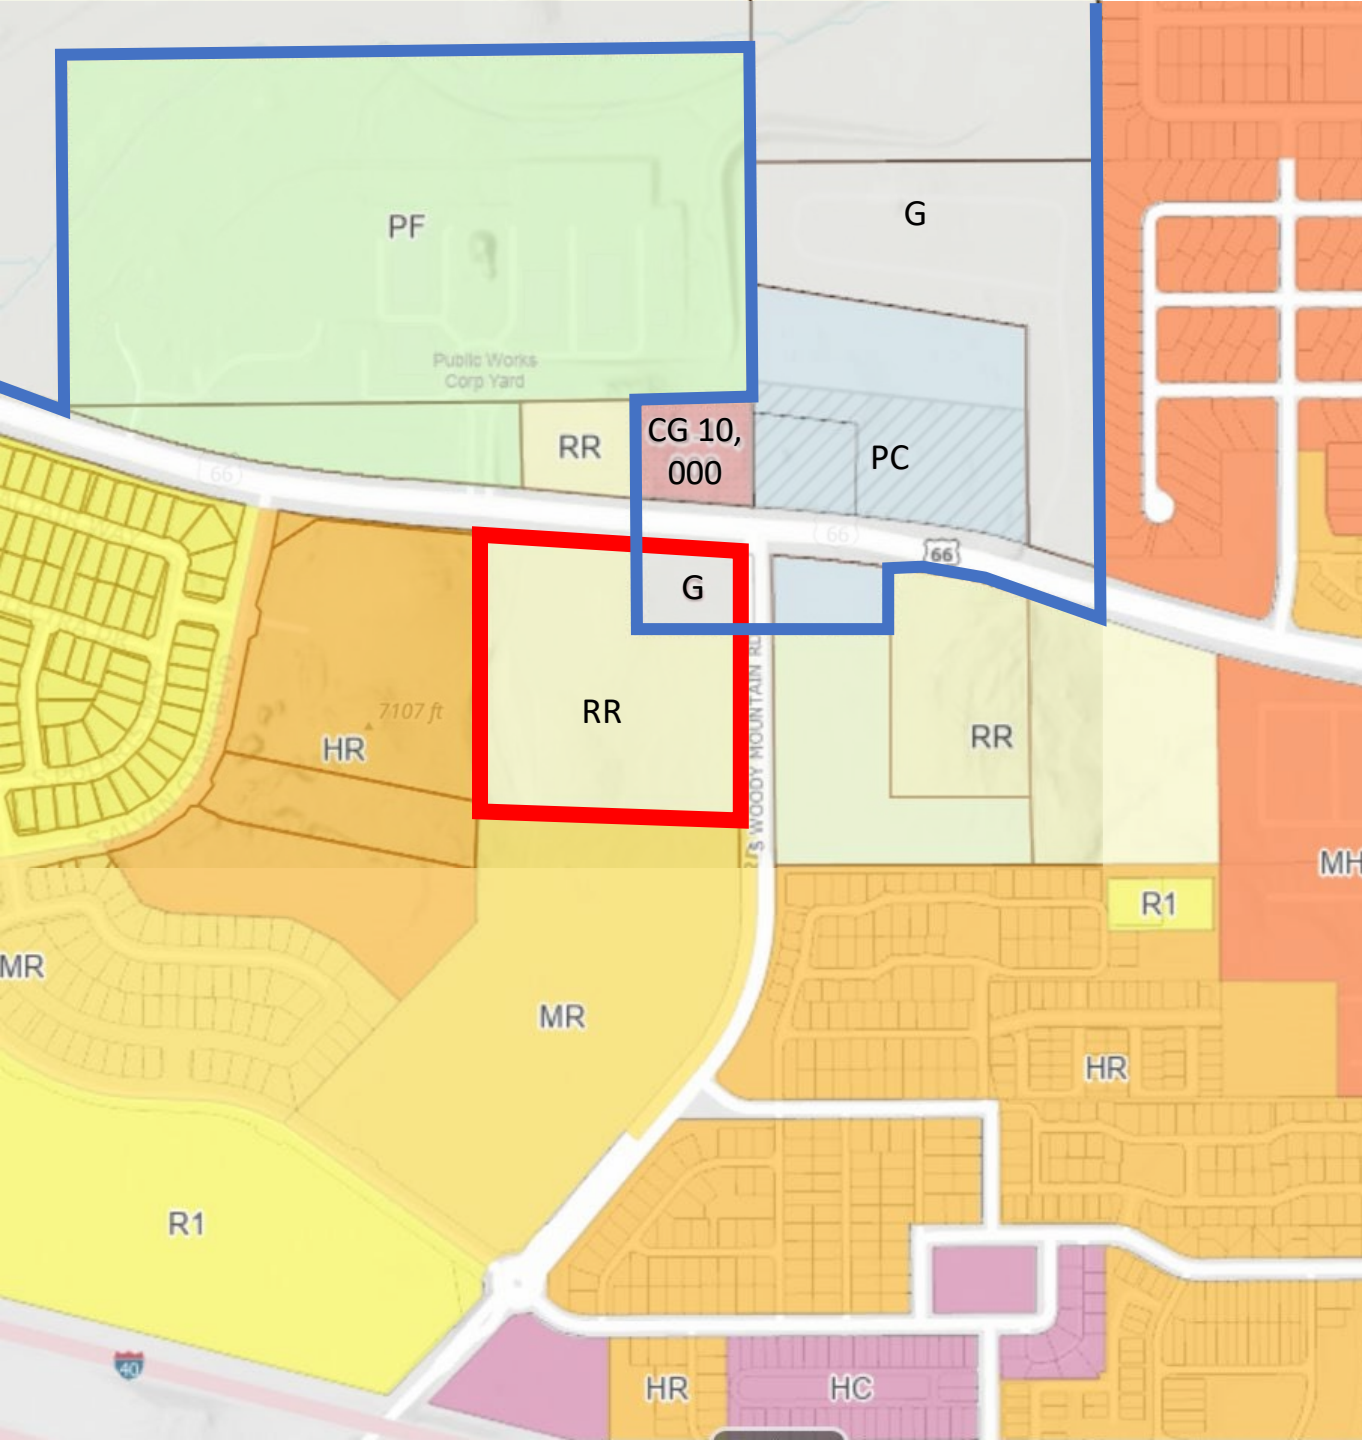 G
PF
Public Works
Corp Yard
CG 10,
000
RR
PC
66
66
66
G
RR
7107 ft
HR
RR
S WOODY MOUNTAIN RD
MH
R1
MR
MR
HR
R1
40
HR
HC